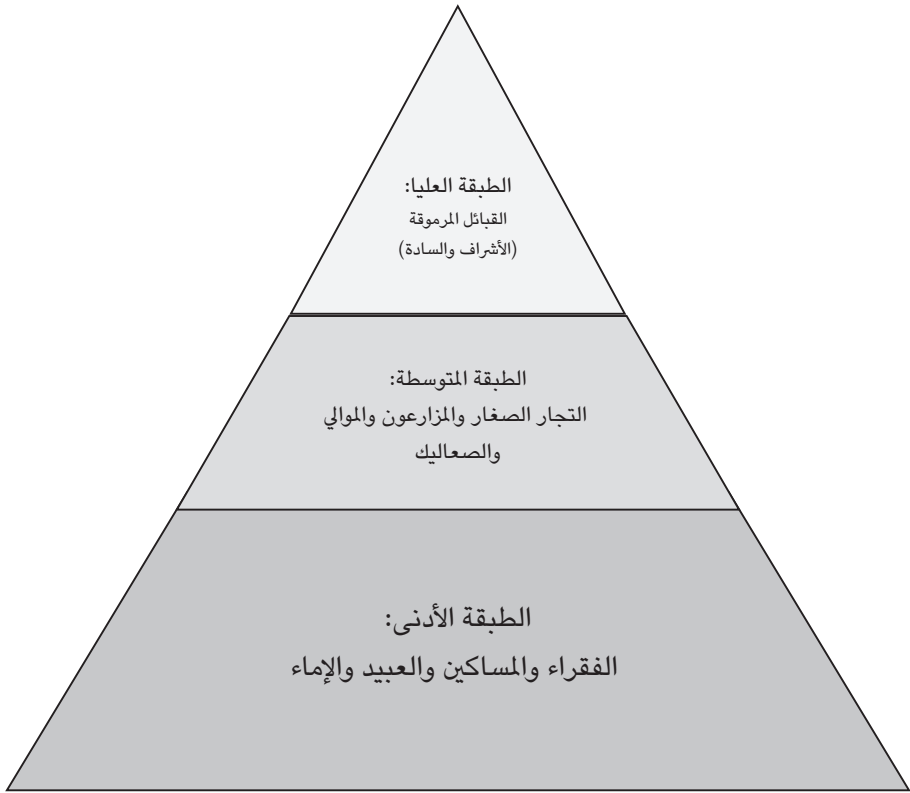 الطبقة العليا:
القبائل المرموقة
(الأشراف والسادة)
الطبقة المتوسطة:
التجار الصغار والمزارعون والموالي
والصعاليك
الطبقة الأدنى:
الفقراء والمساكين والعبيد والإماء